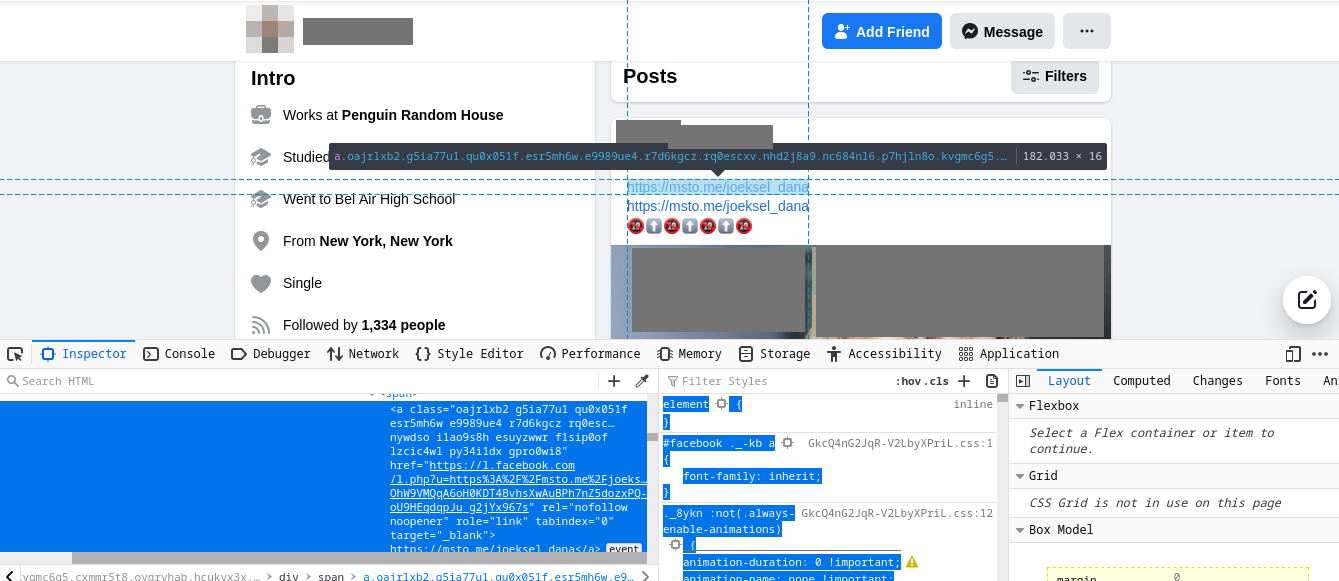 Add Friend
Message
Intro
Posts
Filters
Works at Penguin Random House
Studied
a.oajrlxb2.g5ia77u1.qu0x051f.esr5mh6w.e9989ue4.r7d6kgcz.rq0escxv.nhd2j8a9.nc684nl6.p7hjln8o.kvgmc6g5.… 182.033 × 16
https://msto.me/joeksel_dana
Went to Bel Air High School
https://msto.me/joeksel_dana
From New York, New York
Single
Followed by 1,334 people
Inspector Console Debugger Network Style Editor Performance Memory Storage Accessibility Application
Search HTML
Filter Styles :hov .cls
Layout Computed Changes Fonts
<span>
<a class="oajrlxb2 g5ia77u1 qu0x051f
esr5mh6w e9989ue4 r7d6kgcz rq0esc…
nywdso i1ao9s8h esuyzwwr f1sip0of
lzcic4wl py34i1dx gpro0wi8"
href="https://l.facebook.com
/l.php?u=https%3A%2F%2Fmsto.me%2Fjoeks…
OhW9VMQqA6oH0KDT4BvhsXwAuBPh7nZ5dozxPQ-
oU9HEqdqpJu_g2jYx967s" rel="nofollow
noopener" role="link" tabindex="0"
target="_blank">
https://msto.me/joeksel_dana</a> event
element { inline
}
#facebook ._-kb a GkcQ4nG2JqR-V2LbyXPriL.css:1
{
font-family: inherit;
}
._8ykn :not(.always- GkcQ4nG2JqR-V2LbyXPriL.css:12
enable-animations)
{
animation-duration: 0 !important;
animation-name: none !important;
Flexbox
Select a Flex container or item to
continue.
Grid
CSS Grid is not in use on this page
Box Model
margin 0
div span a.oajrlxb2.g5ia77u1.qu0x051f.esr5mh6w.e9…